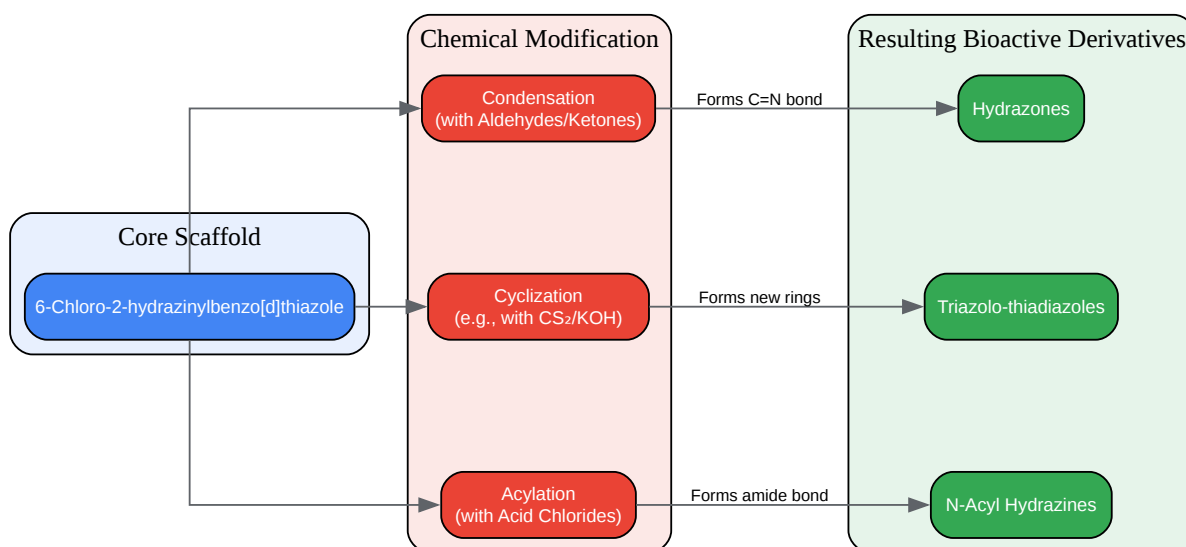 Chemical Modification
Resulting Bioactive Derivatives
Condensation
(with Aldehydes/Ketones)
Forms C=N bond
Hydrazones
Core Scaffold
6-Chloro-2-hydrazinylbenzo[d]thiazole
Cyclization
(e.g., with CS₂/KOH)
Forms new rings
Triazolo-thiadiazoles
Acylation
(with Acid Chlorides)
Forms amide bond
N-Acyl Hydrazines